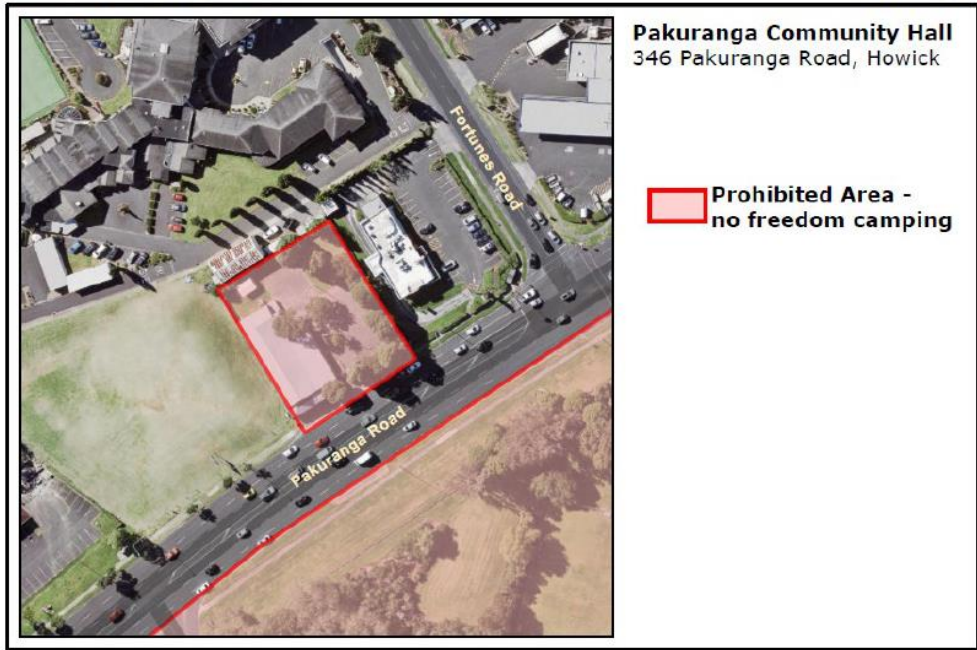 Pakuranga Community Hall
346 Pakuranga Road, Howick
Prohibited Area -
no freedom camping
Fortunes Road
Pakuranga Road